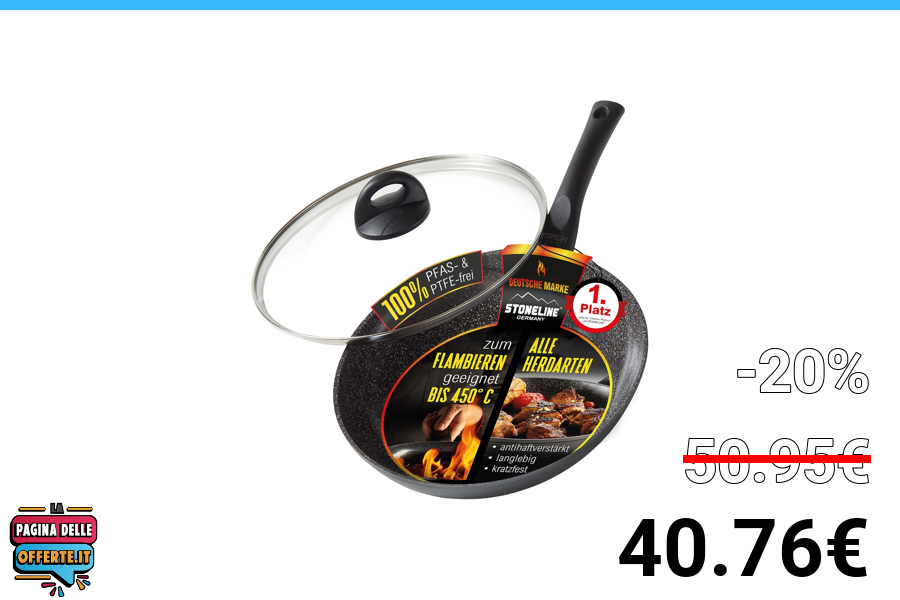 100% PFAS- &
PTFE-frei
DEUTSCHE MARKE
STONELINE
GERMANY
1.
Platz
zum
FLAMBIEREN
geeignet
BIS 450° C
ALLE
HERDARTEN
• antihaftverstärkt
• langlebig
• kratzfest
-20%
50.95€
40.76€
LA
PAGINA DELLE
OFFERTE.IT